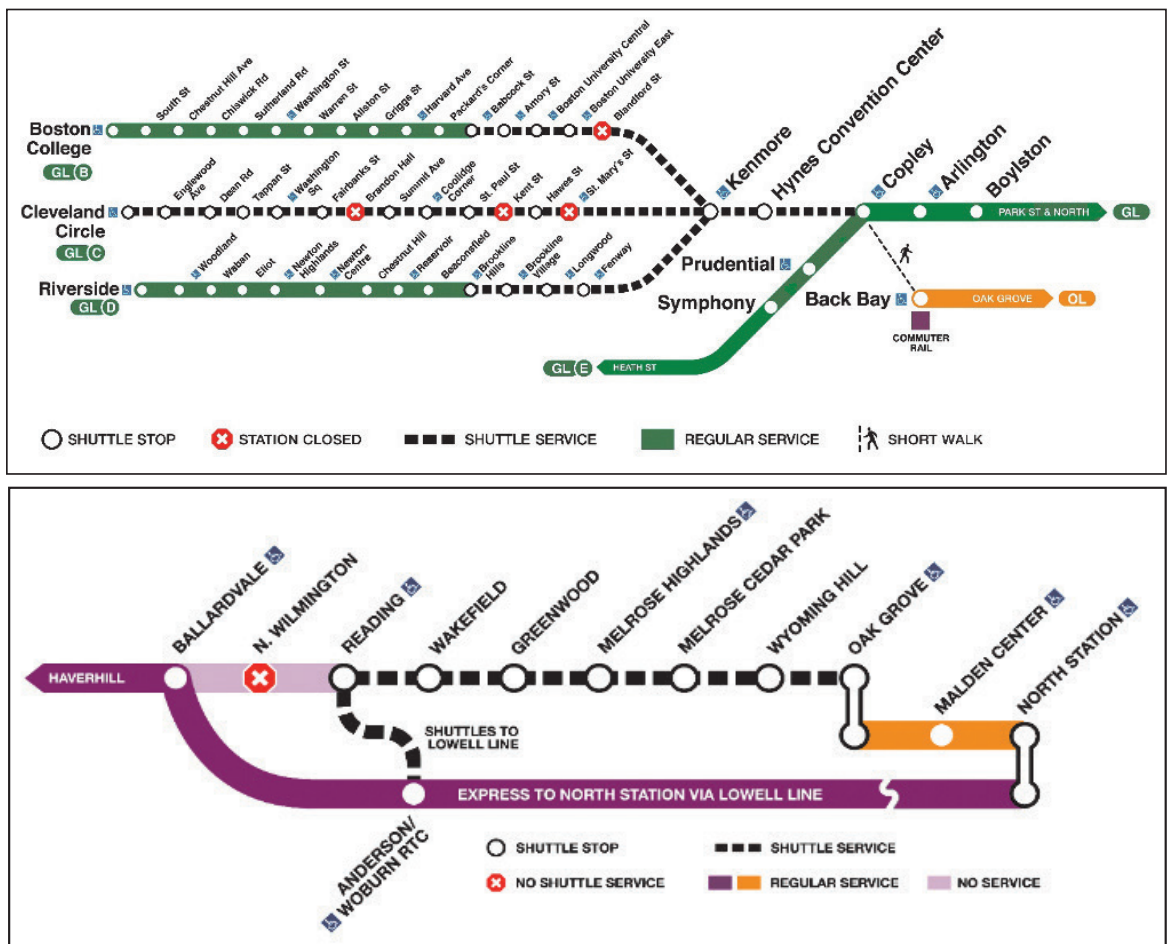 South St
Chestnut Hill Ave
Chiswick Rd
Sutherland Rd
Washington St
Warren St
Allston St
Griggs St
Harvard Ave
Packard's Corner
Babcock St
Amory St
Boston University Central
Boston University East
Blandford St
Boston
College
GL B
Englewood
Ave
Dean Rd
Tappan St
Washington
Sq
Fairbanks St
Brandon Hall
Summit Ave
Coolidge
Corner
St. Paul St
Kent St
Hawes St
St. Mary's St
Cleveland
Circle
GL C
Kenmore
Hynes Convention Center
Copley
Arlington
Boylston
PARK ST & NORTH
GL
Woodland
Waban
Eliot
Newton
Highlands
Newton
Centre
Chestnut Hill
Reservoir
Beaconsfield
Brookline
Hills
Brookline
Village
Longwood
Fenway
Riverside
GL D
Prudential
Symphony
Back Bay
OAK GROVE
OL
COMMUTER
RAIL
GL E
HEATH ST
SHUTTLE STOP
STATION CLOSED
SHUTTLE SERVICE
REGULAR SERVICE
SHORT WALK
BALLARDVALE
N. WILMINGTON
READING
WAKEFIELD
GREENWOOD
MELROSE HIGHLANDS
MELROSE CEDAR PARK
WYOMING HILL
OAK GROVE
MALDEN CENTER
NORTH STATION
HAVERHILL
SHUTTLES TO
LOWELL LINE
EXPRESS TO NORTH STATION VIA LOWELL LINE
ANDERSON/
WOBURN RTC
SHUTTLE STOP
SHUTTLE SERVICE
NO SHUTTLE SERVICE
REGULAR SERVICE
NO SERVICE